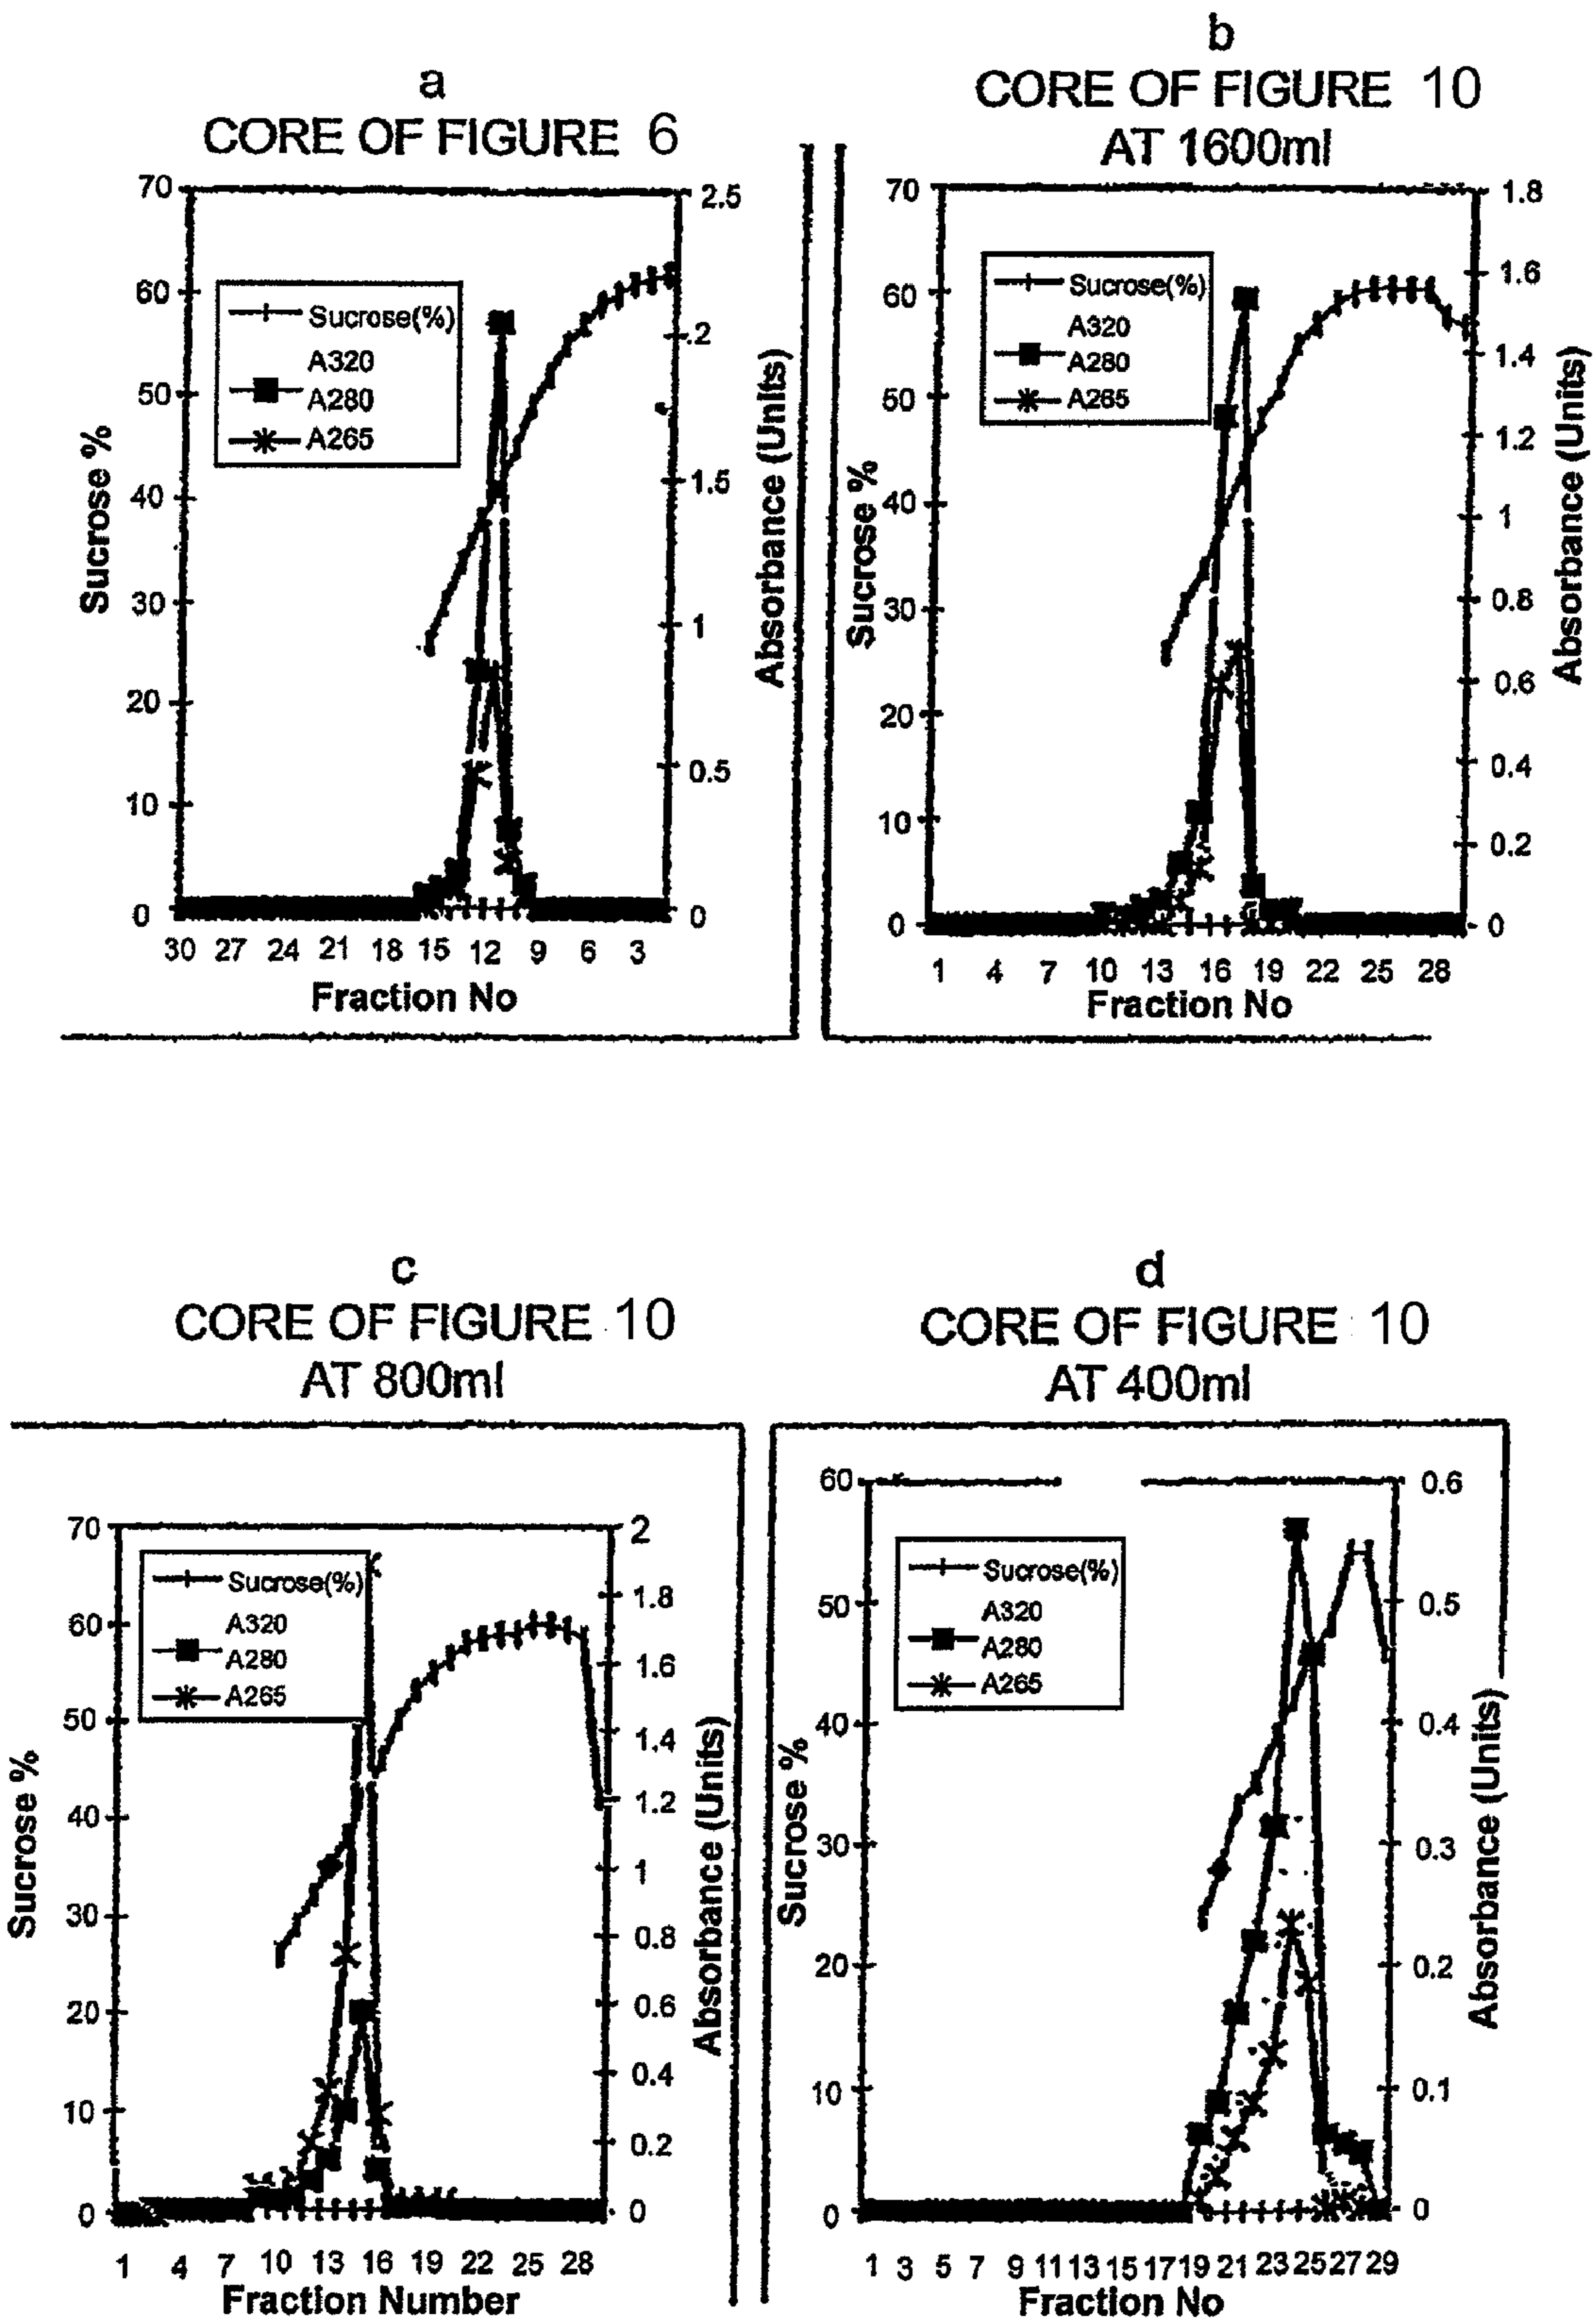 a
CORE OF FIGURE 6
70
60
50
40
30
20
10
0
Sucrose %
Sucrose(%)
A320
A280
A265
2.5
.2
1.5
1
0.5
0
Absorbance (Units)
30 27 24 21 18 15 12 9 6 3
Fraction No
b
CORE OF FIGURE 10
AT 1600ml
70
60
50
40
30
20
10
0
Sucrose %
Sucrose(%)
A320
A280
A265
1.8
1.6
1.4
1.2
1
0.8
0.6
0.4
0.2
0
Absorbance (Units)
1 4 7 10 13 16 19 22 25 28
Fraction No
c
CORE OF FIGURE 10
AT 800ml
70
60
50
40
30
20
10
0
Sucrose %
Sucrose(%)
A320
A280
A265
2
1.8
1.6
1.4
1.2
1
0.8
0.6
0.4
0.2
0
Absorbance (Units)
1 4 7 10 13 16 19 22 25 28
Fraction Number
d
CORE OF FIGURE 10
AT 400ml
60
50
40
30
20
10
0
Sucrose %
Sucrose(%)
A320
A280
A265
0.6
0.5
0.4
0.3
0.2
0.1
0
Absorbance (Units)
1 3 5 7 9 11 13 15 17 19 21 23 25 27 29
Fraction No